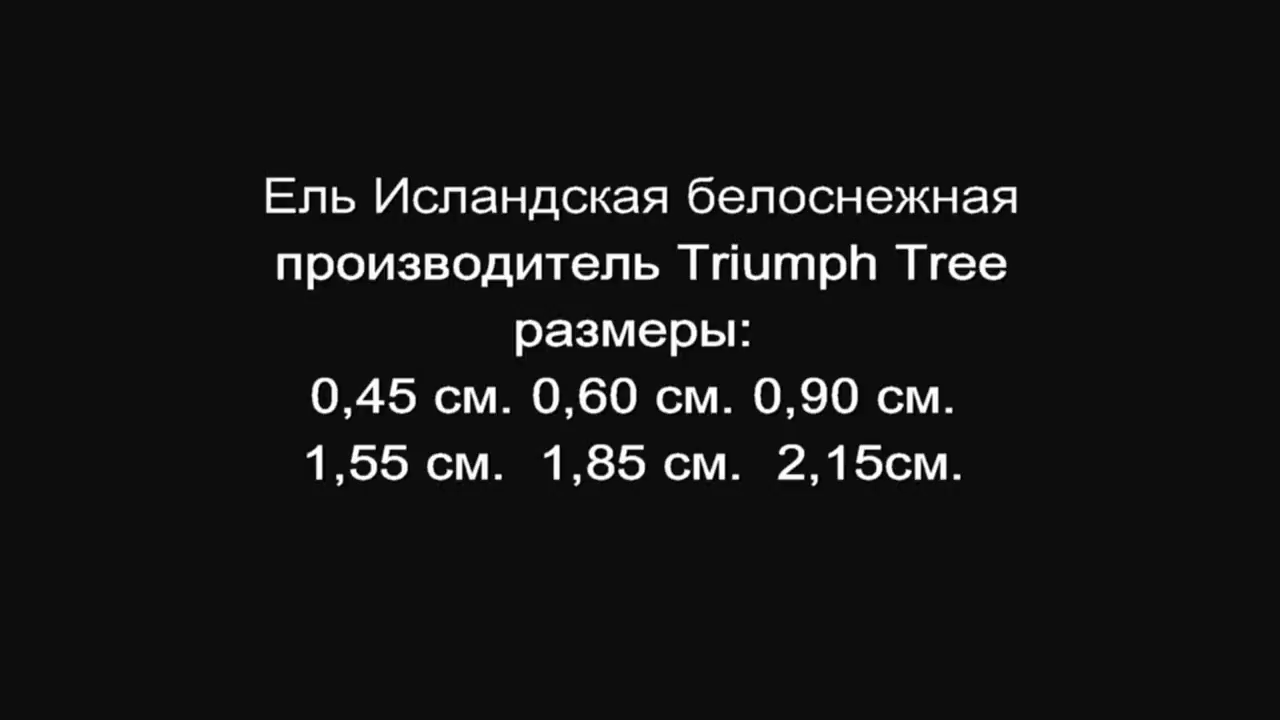 Ель Исландская белоснежная
производитель Triumph Tree
размеры:
0,45 см. 0,60 см. 0,90 см.
1,55 см. 1,85 см. 2,15см.